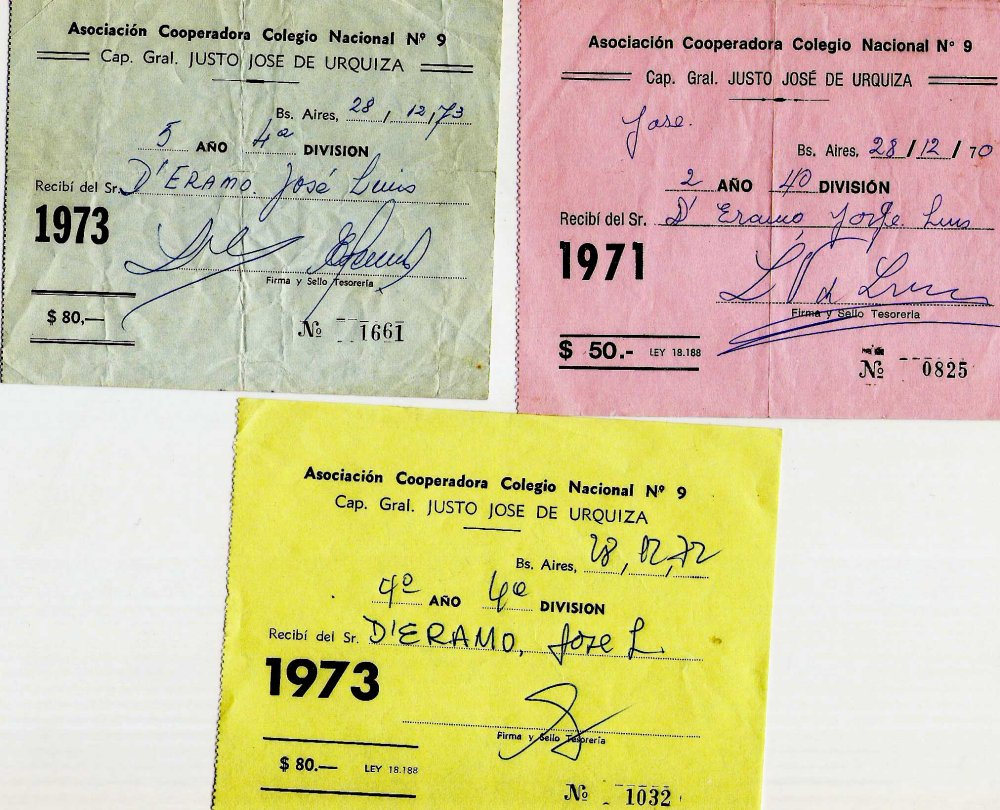 Asociación Cooperadora Colegio Nacional Nº 9
Cap. Gral. JUSTO JOSE DE URQUIZA
Bs. Aires, 28, 12, 73
5 AÑO 4ª DIVISION
Recibí del Sr. D'ERAMO José Luis
1973
Firma y Sello Tesorería
$ 80,—
Nº 1661
Asociación Cooperadora Colegio Nacional Nº 9
Cap. Gral. JUSTO JOSÉ DE URQUIZA
Jose.
Bs. Aires, 28/12/70
2 AÑO 4º DIVISIÓN
Recibí del Sr. D' Eramo, Jorge Luis
1971
Firma y Sello Tesorería
$ 50.- LEY 18.188
Nº 0825
Asociación Cooperadora Colegio Nacional Nº 9
Cap. Gral. JUSTO JOSE DE URQUIZA
Bs. Aires, 28, 12, 72
4º AÑO 4ª DIVISION
Recibí del Sr. D'ERAMO, Jose L
1973
Firma y Sello Tesorería
$ 80.— LEY 18.188
Nº 1032